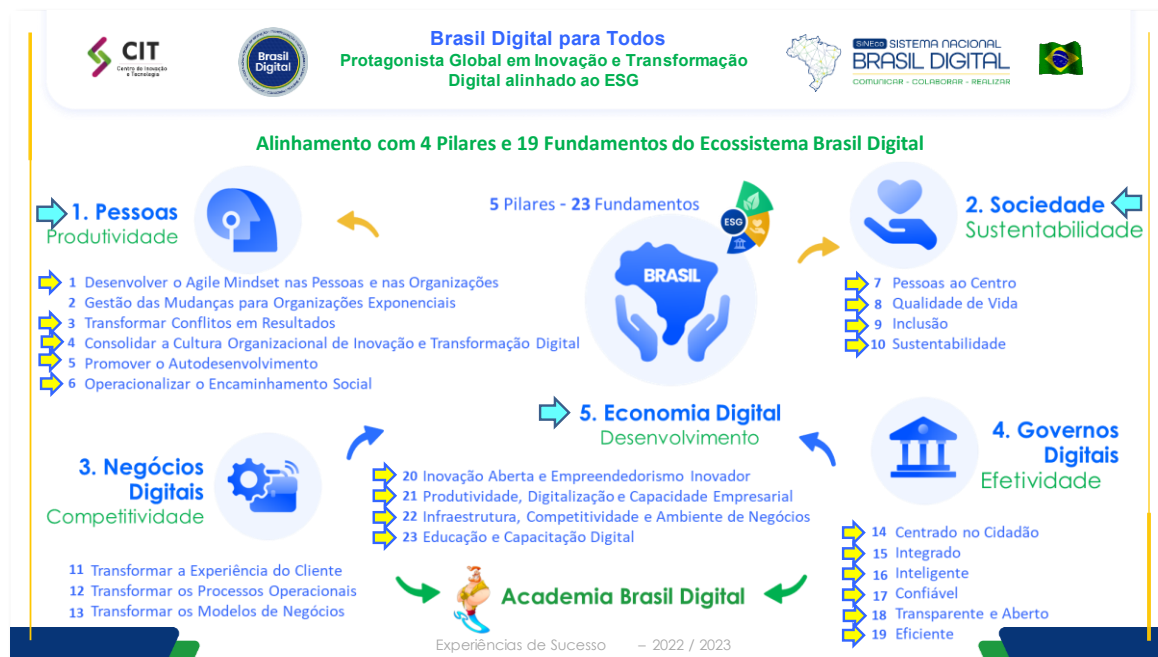 CIT
Centro da Inovação
e Tecnologia
Brasil
Digital
Brasil Digital para Todos
Protagonista Global em Inovação e Transformação
Digital alinhado ao ESG
SiNEco SISTEMA NACIONAL
BRASIL DIGITAL
COMUNICAR - COLABORAR - REALIZAR
Alinhamento com 4 Pilares e 19 Fundamentos do Ecossistema Brasil Digital
1. Pessoas
Produtividade
1 Desenvolver o Agile Mindset nas Pessoas e nas Organizações
2 Gestão das Mudanças para Organizações Exponenciais
3 Transformar Conflitos em Resultados
4 Consolidar a Cultura Organizacional de Inovação e Transformação Digital
5 Promover o Autodesenvolvimento
6 Operacionalizar o Encaminhamento Social
5 Pilares - 23 Fundamentos
ESG
BRASIL
2. Sociedade
Sustentabilidade
7 Pessoas ao Centro
8 Qualidade de Vida
9 Inclusão
10 Sustentabilidade
3. Negócios
Digitais
Competitividade
11 Transformar a Experiência do Cliente
12 Transformar os Processos Operacionais
13 Transformar os Modelos de Negócios
5. Economia Digital
Desenvolvimento
20 Inovação Aberta e Empreendedorismo Inovador
21 Produtividade, Digitalização e Capacidade Empresarial
22 Infraestrutura, Competitividade e Ambiente de Negócios
23 Educação e Capacitação Digital
4. Governos
Digitais
Efetividade
14 Centrado no Cidadão
15 Integrado
16 Inteligente
17 Confiável
18 Transparente e Aberto
19 Eficiente
Academia Brasil Digital
Experiências de Sucesso – 2022 / 2023